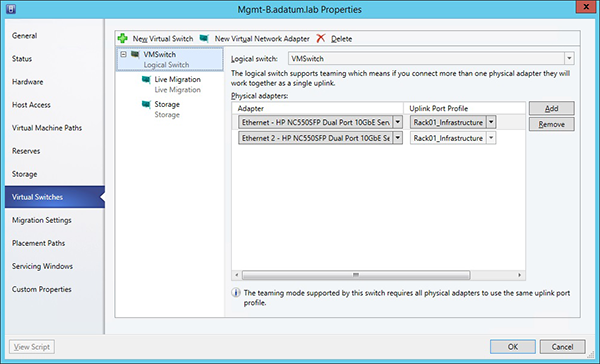 Mgmt-B.adatum.lab Properties
General
Status
Hardware
Host Access
Virtual Machine Paths
Reserves
Storage
Virtual Switches
Migration Settings
Placement Paths
Servicing Windows
Custom Properties
New Virtual Switch New Virtual Network Adapter Delete
VMSwitch
Logical Switch
Live Migration
Live Migration
Storage
Storage
Logical switch: VMSwitch
The logical switch supports teaming which means if you connect more than one physical adapter they will
work together as a single uplink.
Physical adapters:
Adapter Uplink Port Profile
Ethernet - HP NC550SFP Dual Port 10GbE Ser Rack01_Infrastructure
Ethernet 2 - HP NC550SFP Dual Port 10GbE Se Rack01_Infrastructure
Add
Remove
The teaming mode supported by this switch requires all physical adapters to use the same uplink port
profile.
View Script
OK
Cancel